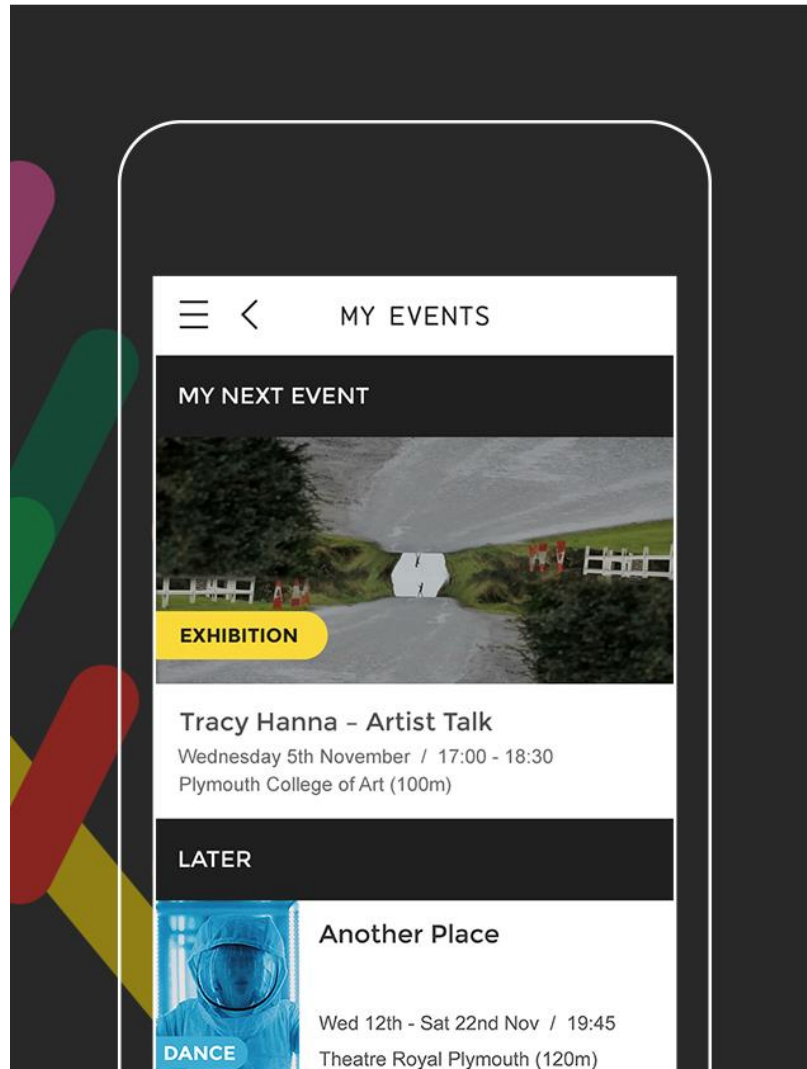 MY EVENTS
MY NEXT EVENT
EXHIBITION
Tracy Hanna – Artist Talk
Wednesday 5th November / 17:00 - 18:30
Plymouth College of Art (100m)
LATER
Another Place
Wed 12th - Sat 22nd Nov / 19:45
DANCE
Theatre Royal Plymouth (120m)